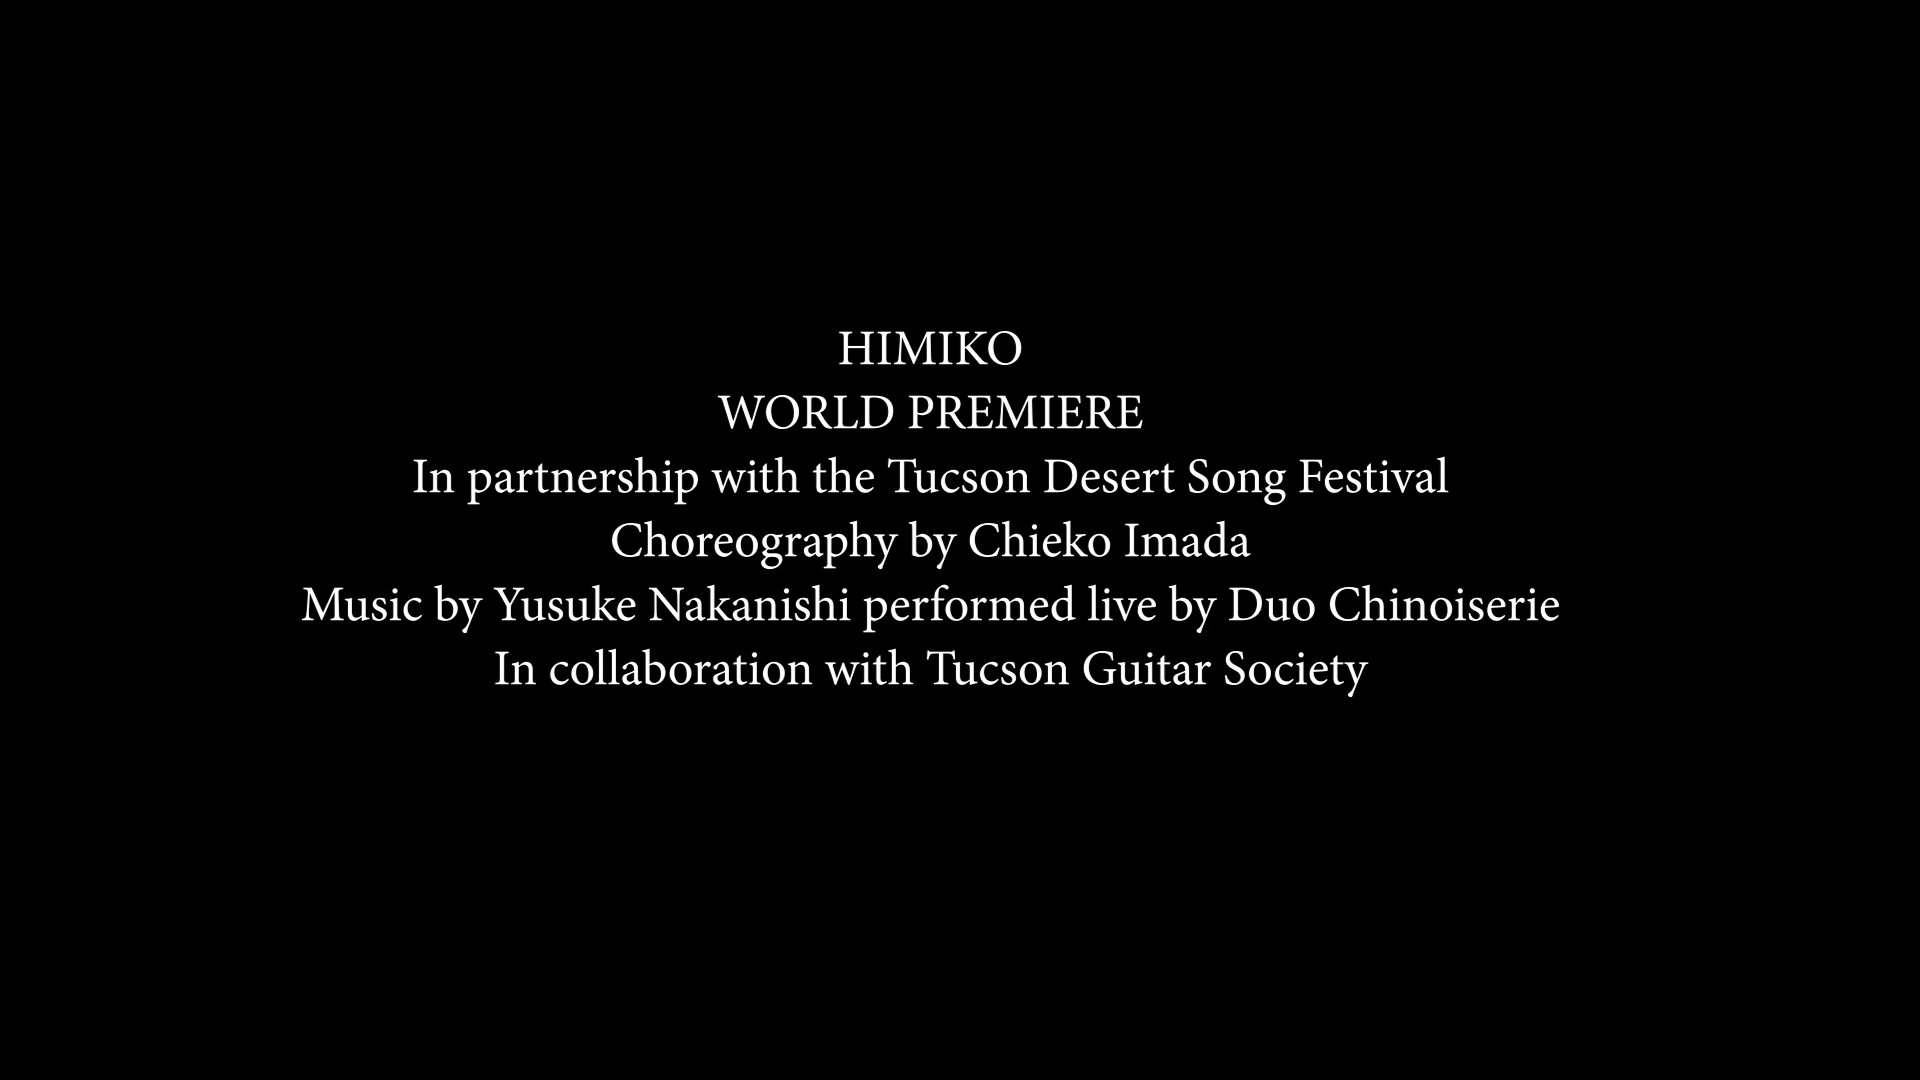 HIMIKO
WORLD PREMIERE
In partnership with the Tucson Desert Song Festival
Choreography by Chieko Imada
Music by Yusuke Nakanishi performed live by Duo Chinoiserie
In collaboration with Tucson Guitar Society